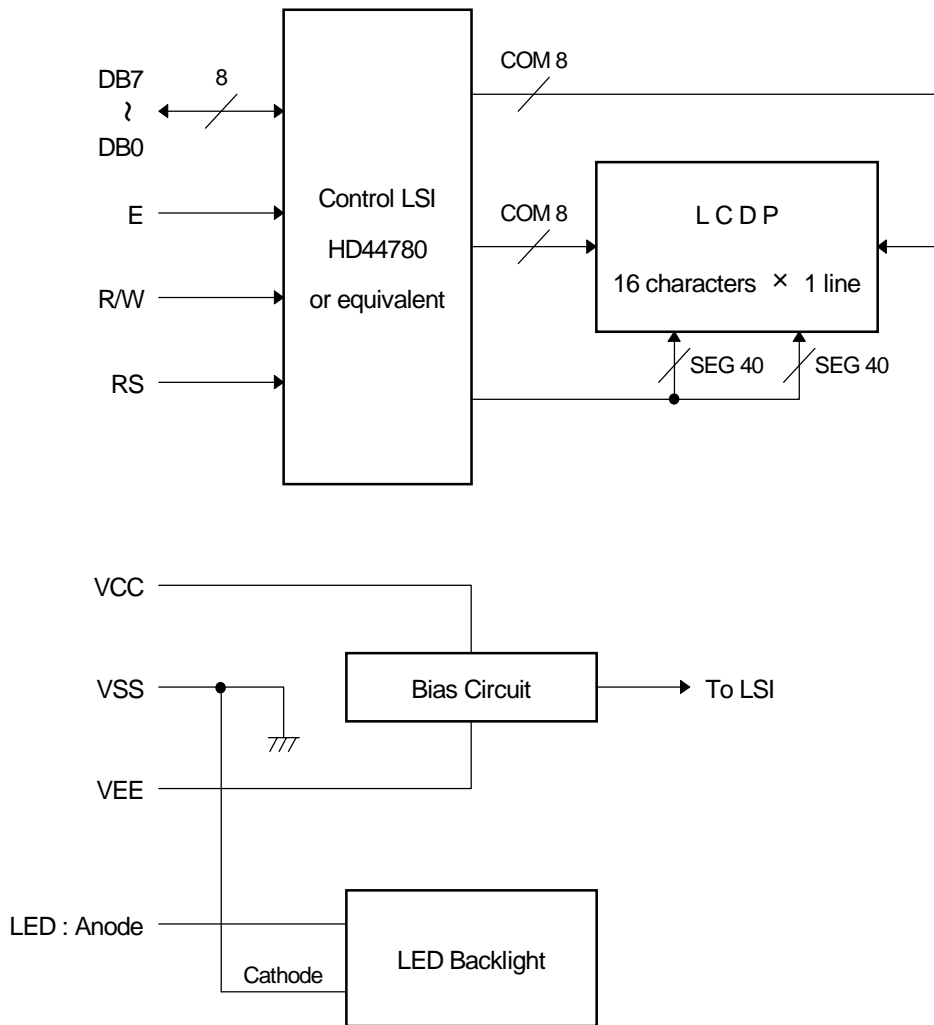 COM 8
DB7
8
~
DB0
Control LSI
HD44780
or equivalent
E
COM 8
L C D P
16 characters × 1 line
R/W
SEG 40
SEG 40
RS
VCC
VSS
Bias Circuit
To LSI
VEE
LED : Anode
LED Backlight
Cathode